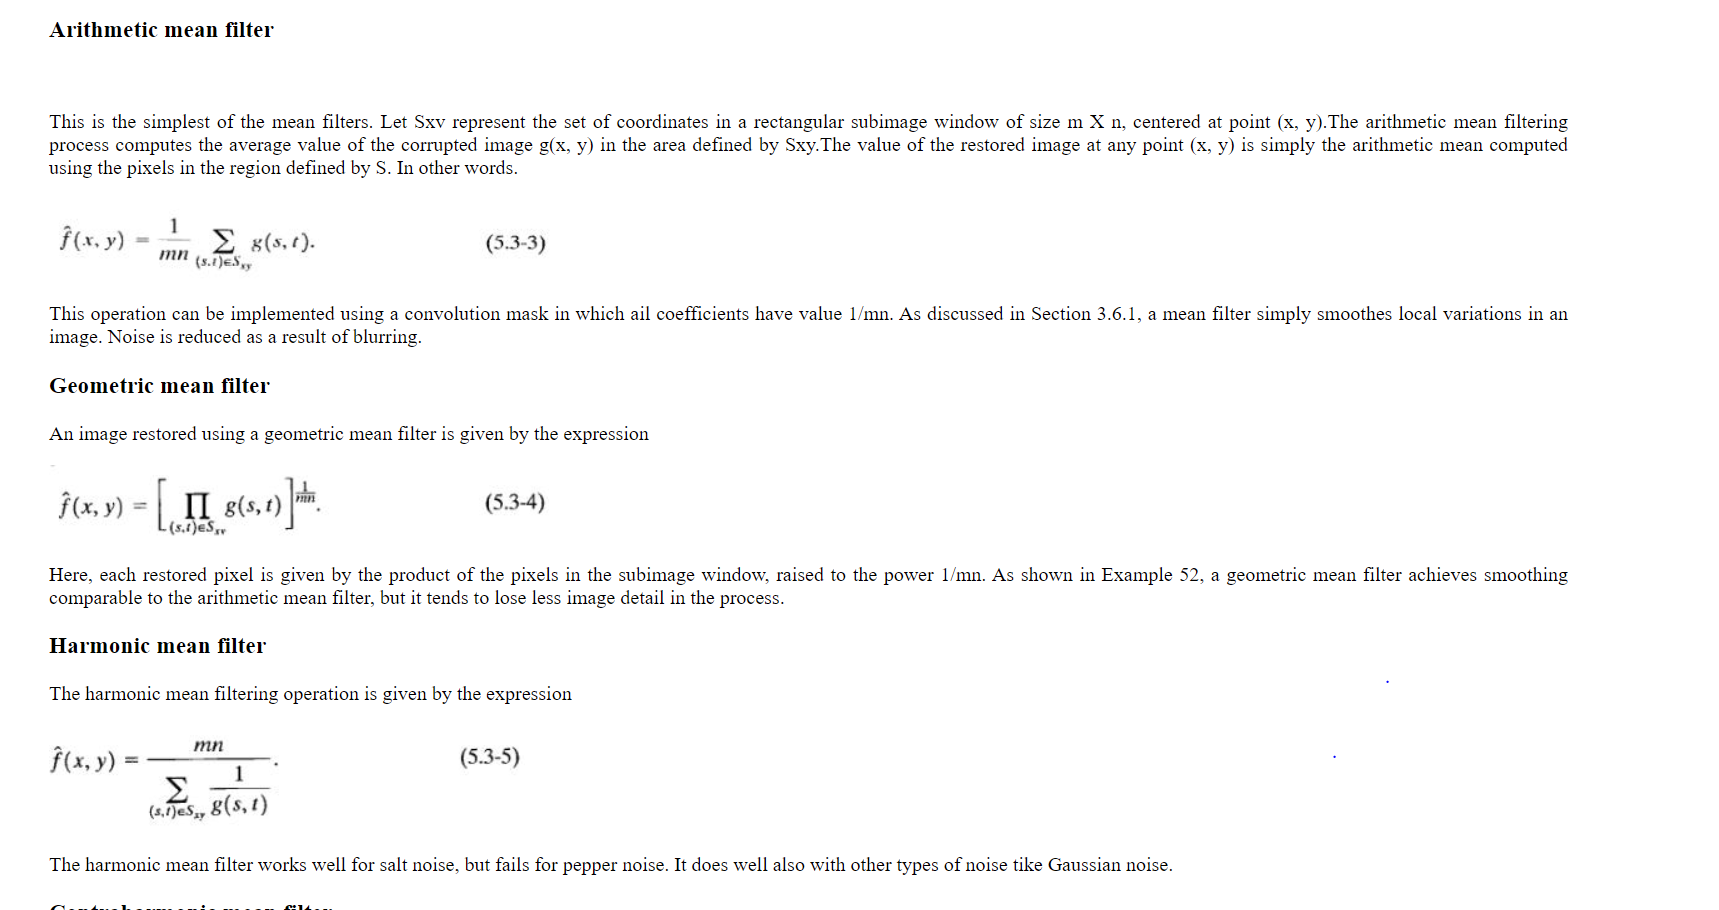 Arithmetic mean filter
This is the simplest of the mean filters. Let Sxv represent the set of coordinates in a rectangular subimage window of size m X n, centered at point (x, y).The arithmetic mean filtering
process computes the average value of the corrupted image g(x, y) in the area defined by Sxy.The value of the restored image at any point (x, y) is simply the arithmetic mean computed
using the pixels in the region defined by S. In other words.
f̂(x, y) = 1/mn ∑ (s,t)∈Sxy g(s, t). (5.3-3)
This operation can be implemented using a convolution mask in which ail coefficients have value 1/mn. As discussed in Section 3.6.1, a mean filter simply smoothes local variations in an
image. Noise is reduced as a result of blurring.
Geometric mean filter
An image restored using a geometric mean filter is given by the expression
f̂(x, y) = [ ∏ (s,t)∈Sxy g(s, t) ]^1/mn. (5.3-4)
Here, each restored pixel is given by the product of the pixels in the subimage window, raised to the power 1/mn. As shown in Example 52, a geometric mean filter achieves smoothing
comparable to the arithmetic mean filter, but it tends to lose less image detail in the process.
Harmonic mean filter
The harmonic mean filtering operation is given by the expression
f̂(x, y) = mn / ∑ (s,t)∈Sxy 1/g(s, t) . (5.3-5)
The harmonic mean filter works well for salt noise, but fails for pepper noise. It does well also with other types of noise tike Gaussian noise.